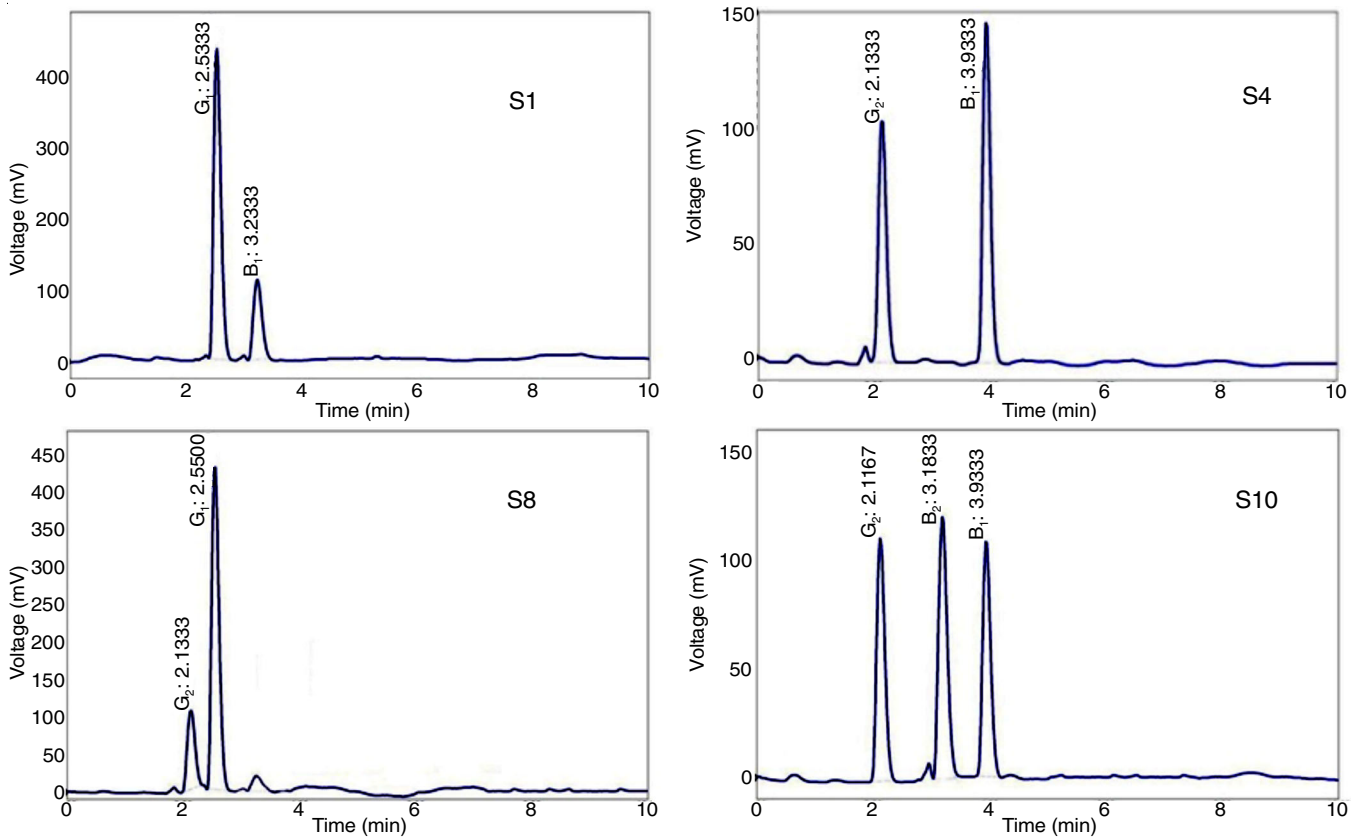 S1
G₁: 2.5333
B₁: 3.2333
Voltage (mV)
400
300
200
100
0
0 2 4 6 8 10
Time (min)
S4
G₂: 2.1333
B₁: 3.9333
Voltage (mV)
150
100
50
0
0 2 4 6 8 10
Time (min)
S8
G₂: 2.1333
G₁: 2.5500
Voltage (mV)
450
400
350
300
250
200
150
100
50
0
0 2 4 6 8 10
Time (min)
S10
G₂: 2.1167
B₂: 3.1833
B₁: 3.9333
Voltage (mV)
150
100
50
0
0 2 4 6 8 10
Time (min)